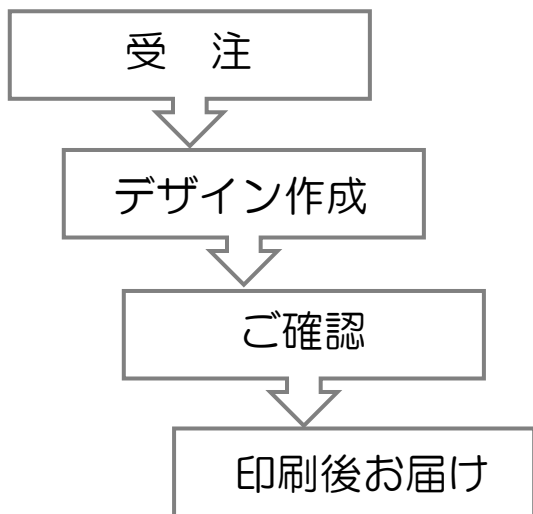 受　注
デザイン作成
ご確認
印刷後お届け